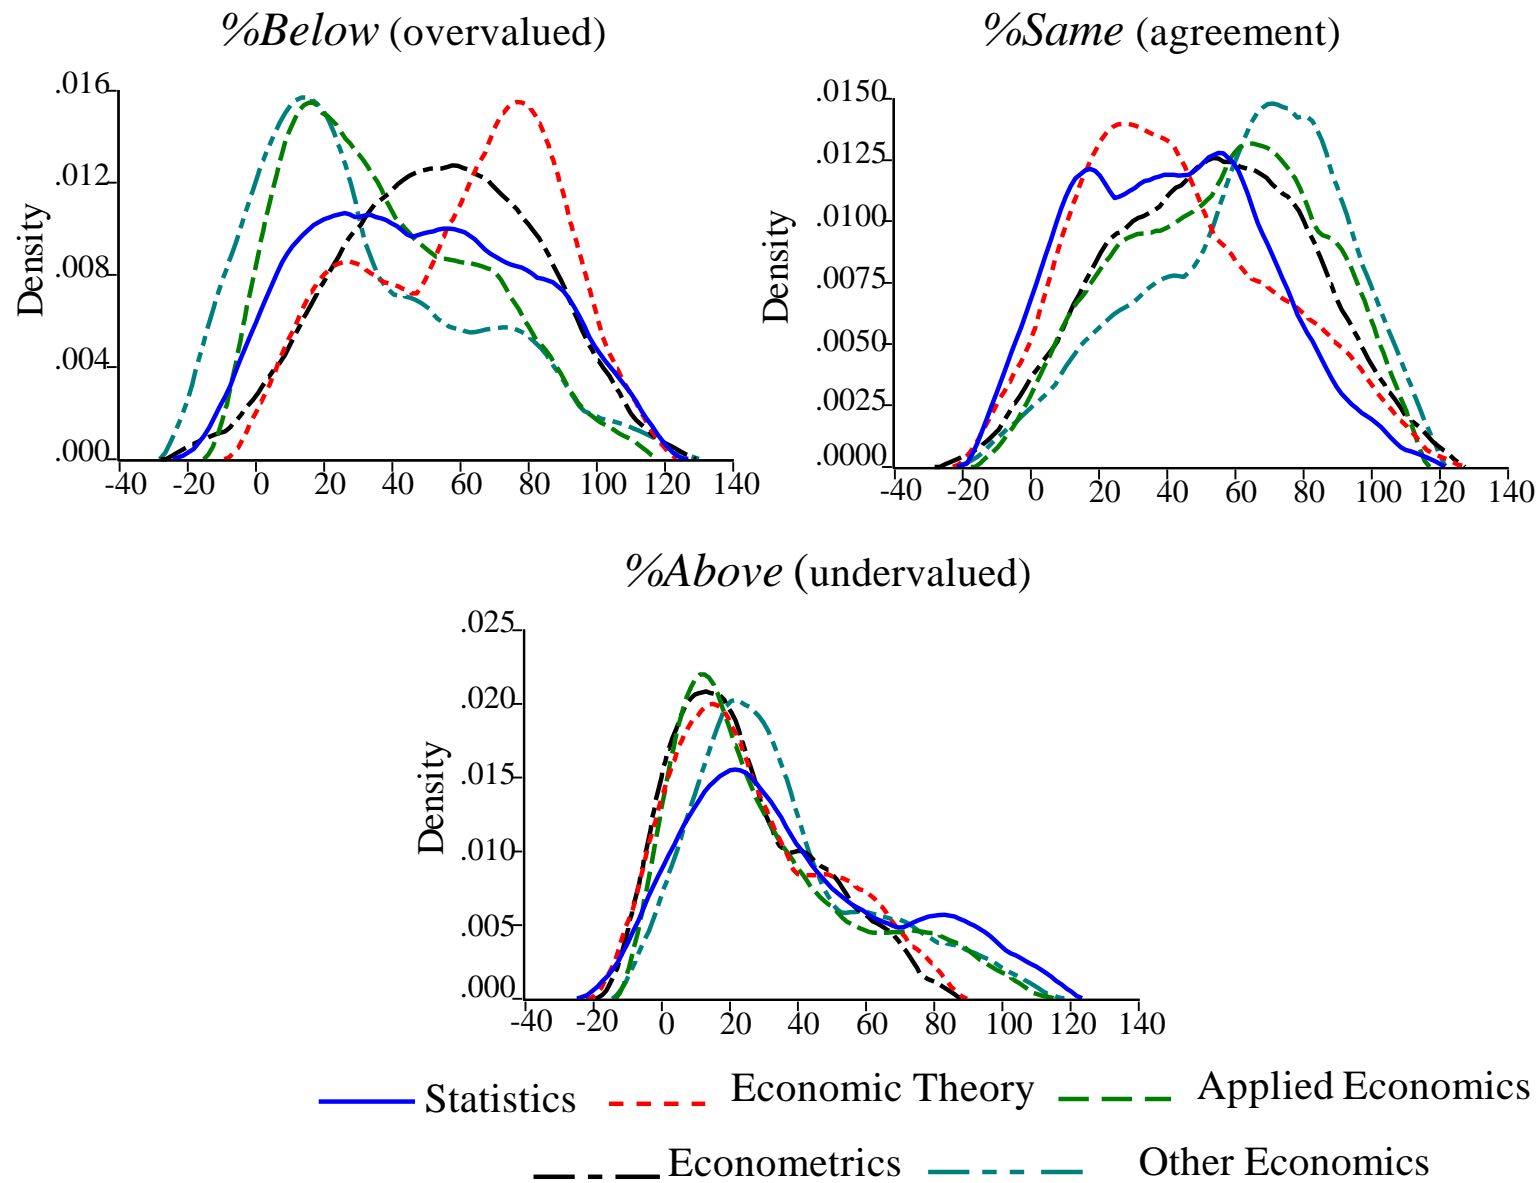 %Below (overvalued)
%Same (agreement)
.016
.012
.008
.004
.000
Density
-40 -20 0 20 40 60 80 100 120 140
.0150
.0125
.0100
.0075
.0050
.0025
.0000
Density
-40 -20 0 20 40 60 80 100 120 140
%Above (undervalued)
.025
.020
.015
.010
.005
.000
Density
-40 -20 0 20 40 60 80 100 120 140
Statistics Economic Theory Applied Economics
Econometrics Other Economics